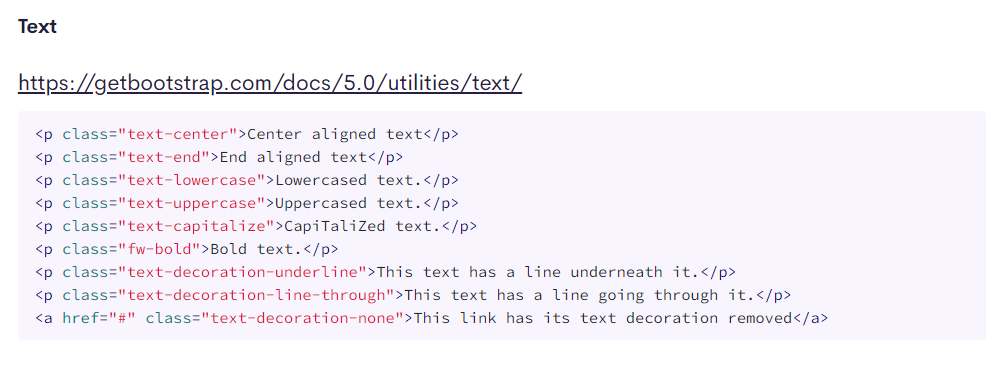 Text
https://getbootstrap.com/docs/5.0/utilities/text/
<p class="text-center">Center aligned text</p>
<p class="text-end">End aligned text</p>
<p class="text-lowercase">Lowercased text.</p>
<p class="text-uppercase">Uppercased text.</p>
<p class="text-capitalize">CapiTaliZed text.</p>
<p class="fw-bold">Bold text.</p>
<p class="text-decoration-underline">This text has a line underneath it.</p>
<p class="text-decoration-line-through">This text has a line going through it.</p>
<a href="#" class="text-decoration-none">This link has its text decoration removed</a>